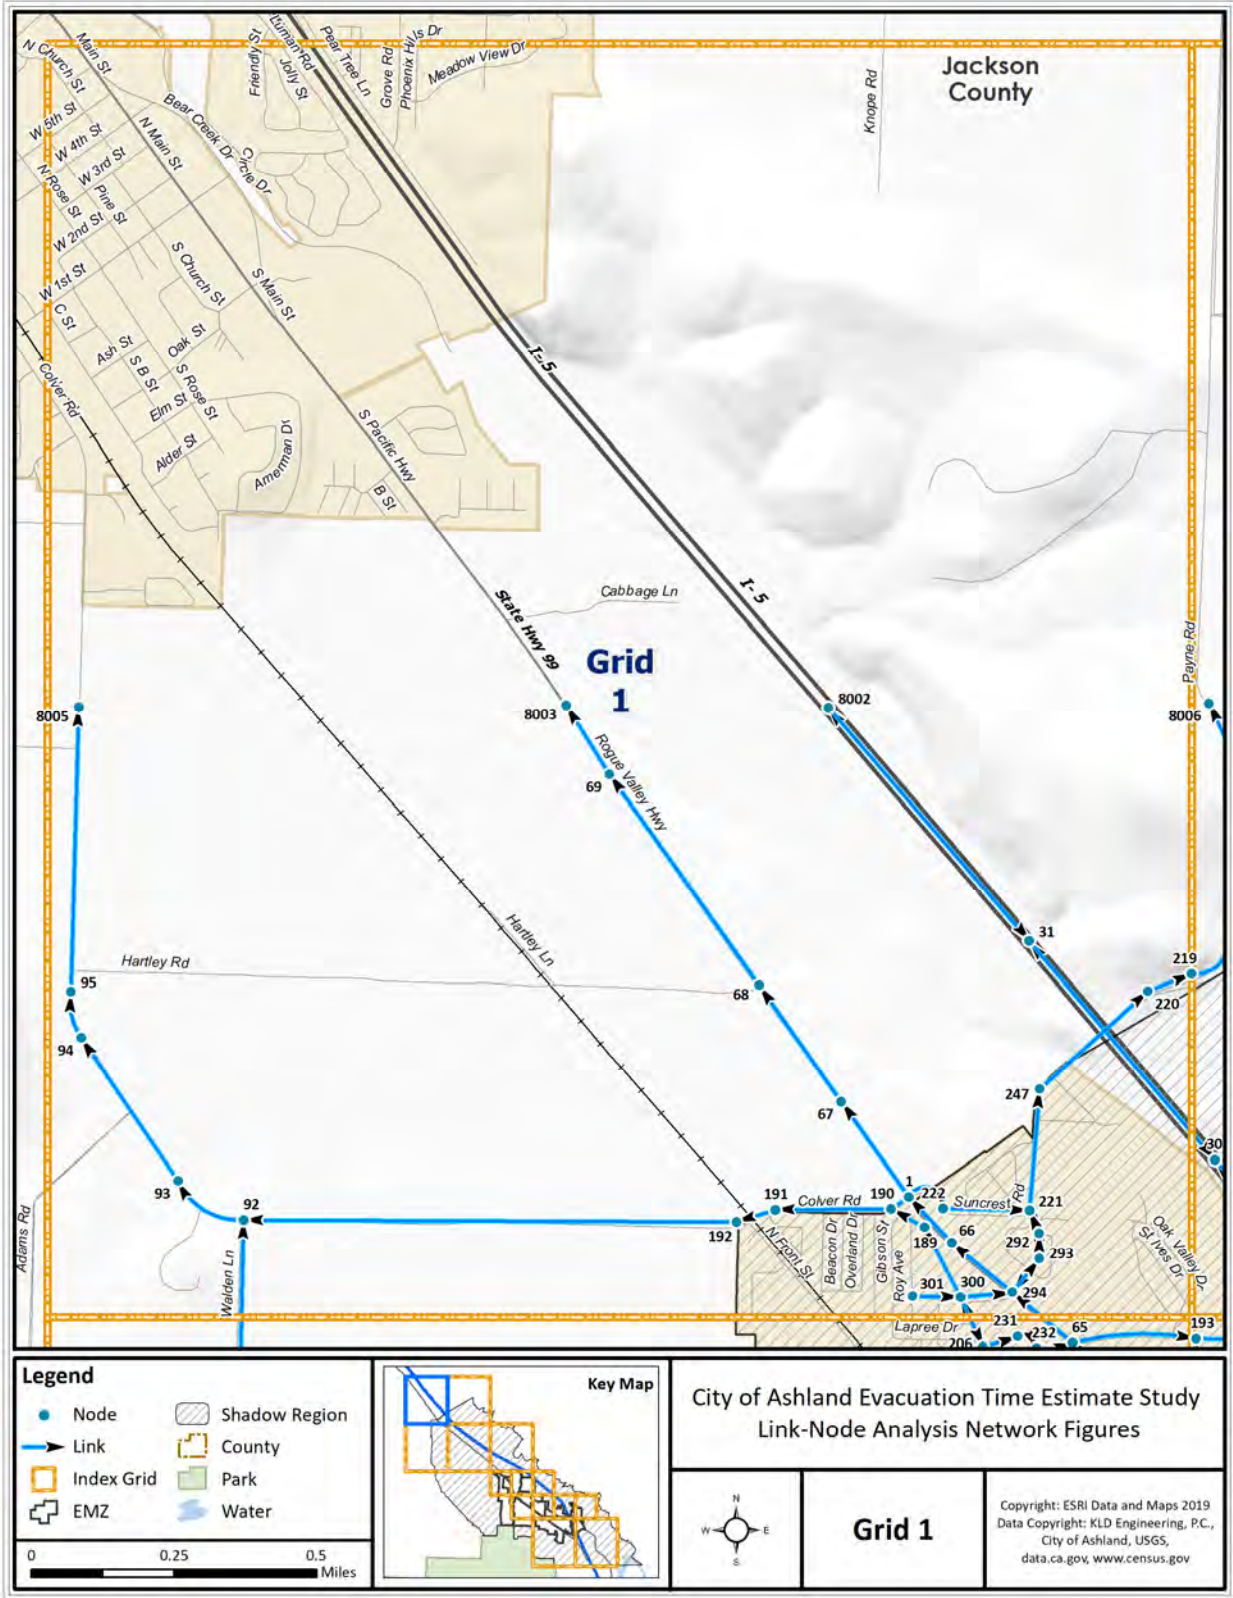 Jackson
County
N Church St
Main St
Friendly St
Luman Rd
Jolly St
Pear Tree Ln
Grove Rd
Phoenix Hills Dr
Meadow View Dr
Knope Rd
W 5th St
W 4th St
W 3rd St
N Main St
Bear Creek Dr
Circle Dr
N Rose St
Pine St
W 2nd St
W 1st St
S Church St
S Main St
C St
Ash St
Oak St
S B St
S Rose St
Elm St
Alder St
Amerman Dr
Colver Rd
S Pacific Hwy
B St
I-5
I-5
Cabbage Ln
State Hwy 99
Grid
1
Payne Rd
8005
8003
8002
8006
69
Rogue Valley Hwy
31
219
220
Hartley Rd
Hartley Ln
95
68
94
247
67
30
93
92
191
Colver Rd
190
1
222
Suncrest Rd
221
192
N Front St
Beacon Dr
Overland Dr
Gibson St
Roy Ave
189
66
292
293
Oak Valley Dr
St Ives Dr
Adams Rd
Walden Ln
301
300
294
Lapree Dr
231
232
65
193
206
Legend
Node
Link
Index Grid
EMZ
Shadow Region
County
Park
Water
0
0.25
0.5
Miles
Key Map
City of Ashland Evacuation Time Estimate Study
Link-Node Analysis Network Figures
N
W
E
S
Grid 1
Copyright: ESRI Data and Maps 2019
Data Copyright: KLD Engineering, P.C.,
City of Ashland, USGS,
data.ca.gov, www.census.gov